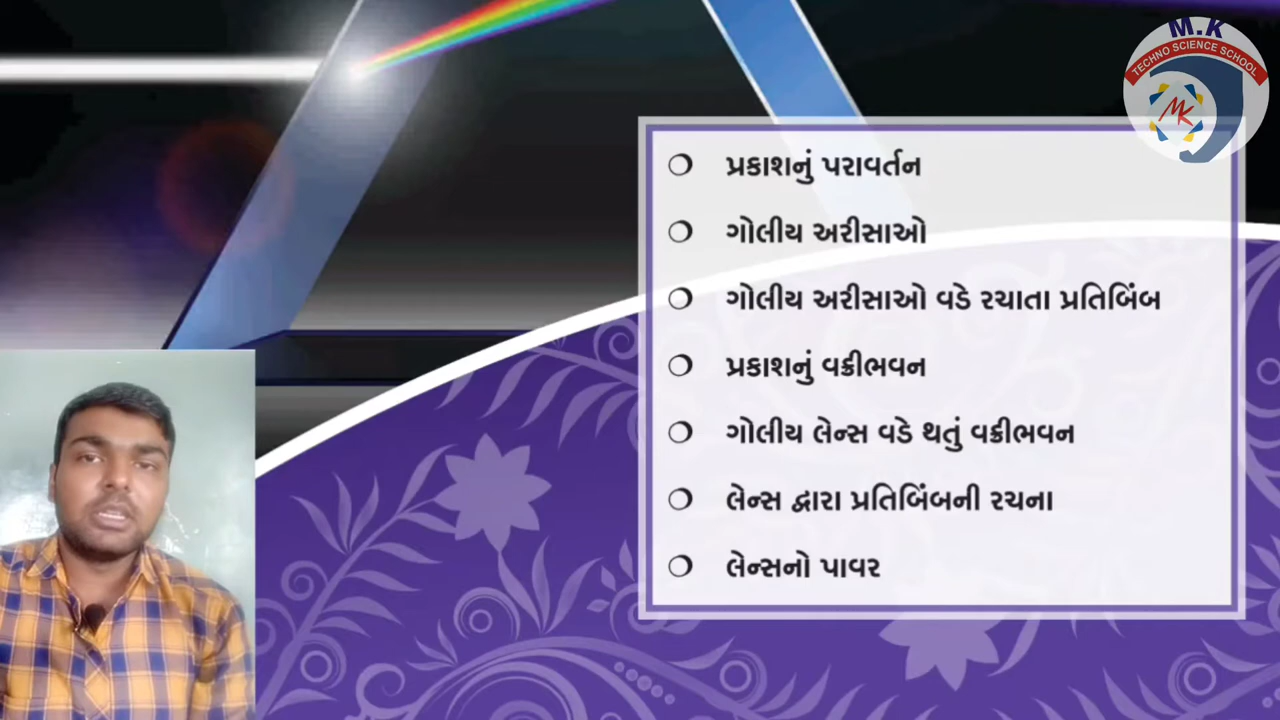 M.K
TECHNO SCIENCE SCHOOL
MK
પ્રકાશનું પરાવર્તન
ગોલીય અરીસાઓ
ગોલીય અરીસાઓ વડે રચાતા પ્રતિબિંબ
પ્રકાશનું વક્રીભવન
ગોલીય લેન્સ વડે થતું વક્રીભવન
લેન્સ દ્વારા પ્રતિબિંબની રચના
લેન્સનો પાવર